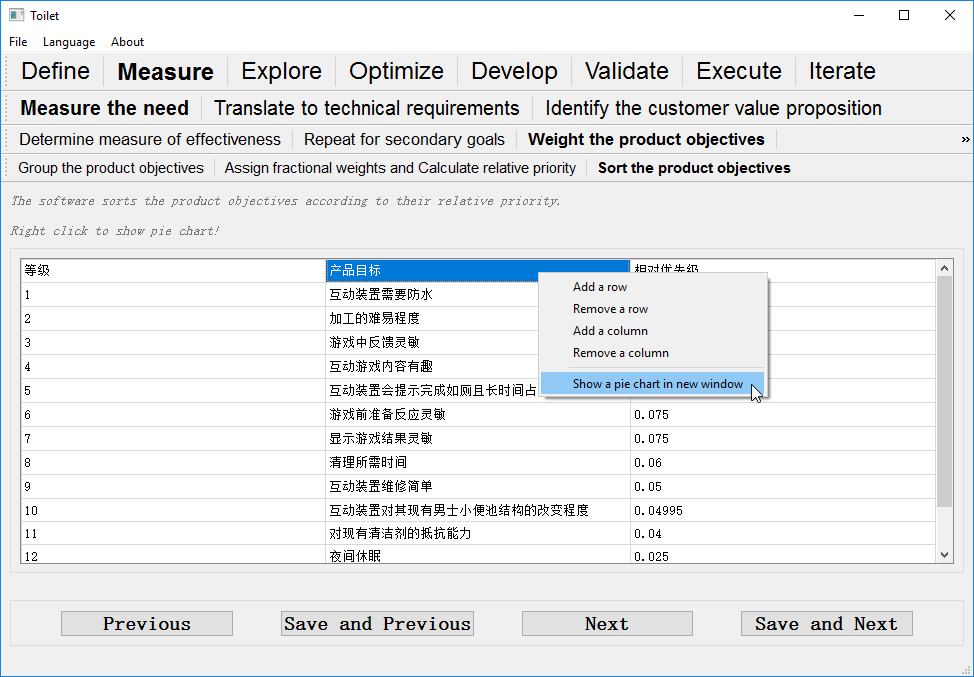 Toilet
File Language About
Define Measure Explore Optimize Develop Validate Execute Iterate
Measure the need Translate to technical requirements Identify the customer value proposition
Determine measure of effectiveness Repeat for secondary goals Weight the product objectives »
Group the product objectives Assign fractional weights and Calculate relative priority Sort the product objectives
The software sorts the product objectives according to their relative priority.
Right click to show pie chart!
等级 产品目标 相对优先级
1 互动装置需要防水
2 加工的难易程度
3 游戏中反馈灵敏
4 互动游戏内容有趣
5 互动装置会提示完成如厕且长时间占
6 游戏前准备反应灵敏 0.075
7 显示游戏结果灵敏 0.075
8 清理所需时间 0.06
9 互动装置维修简单 0.05
10 互动装置对其现有男士小便池结构的改变程度 0.04995
11 对现有清洁剂的抵抗能力 0.04
12 夜间休眠 0.025
Add a row
Remove a row
Add a column
Remove a column
Show a pie chart in new window
Previous Save and Previous Next Save and Next